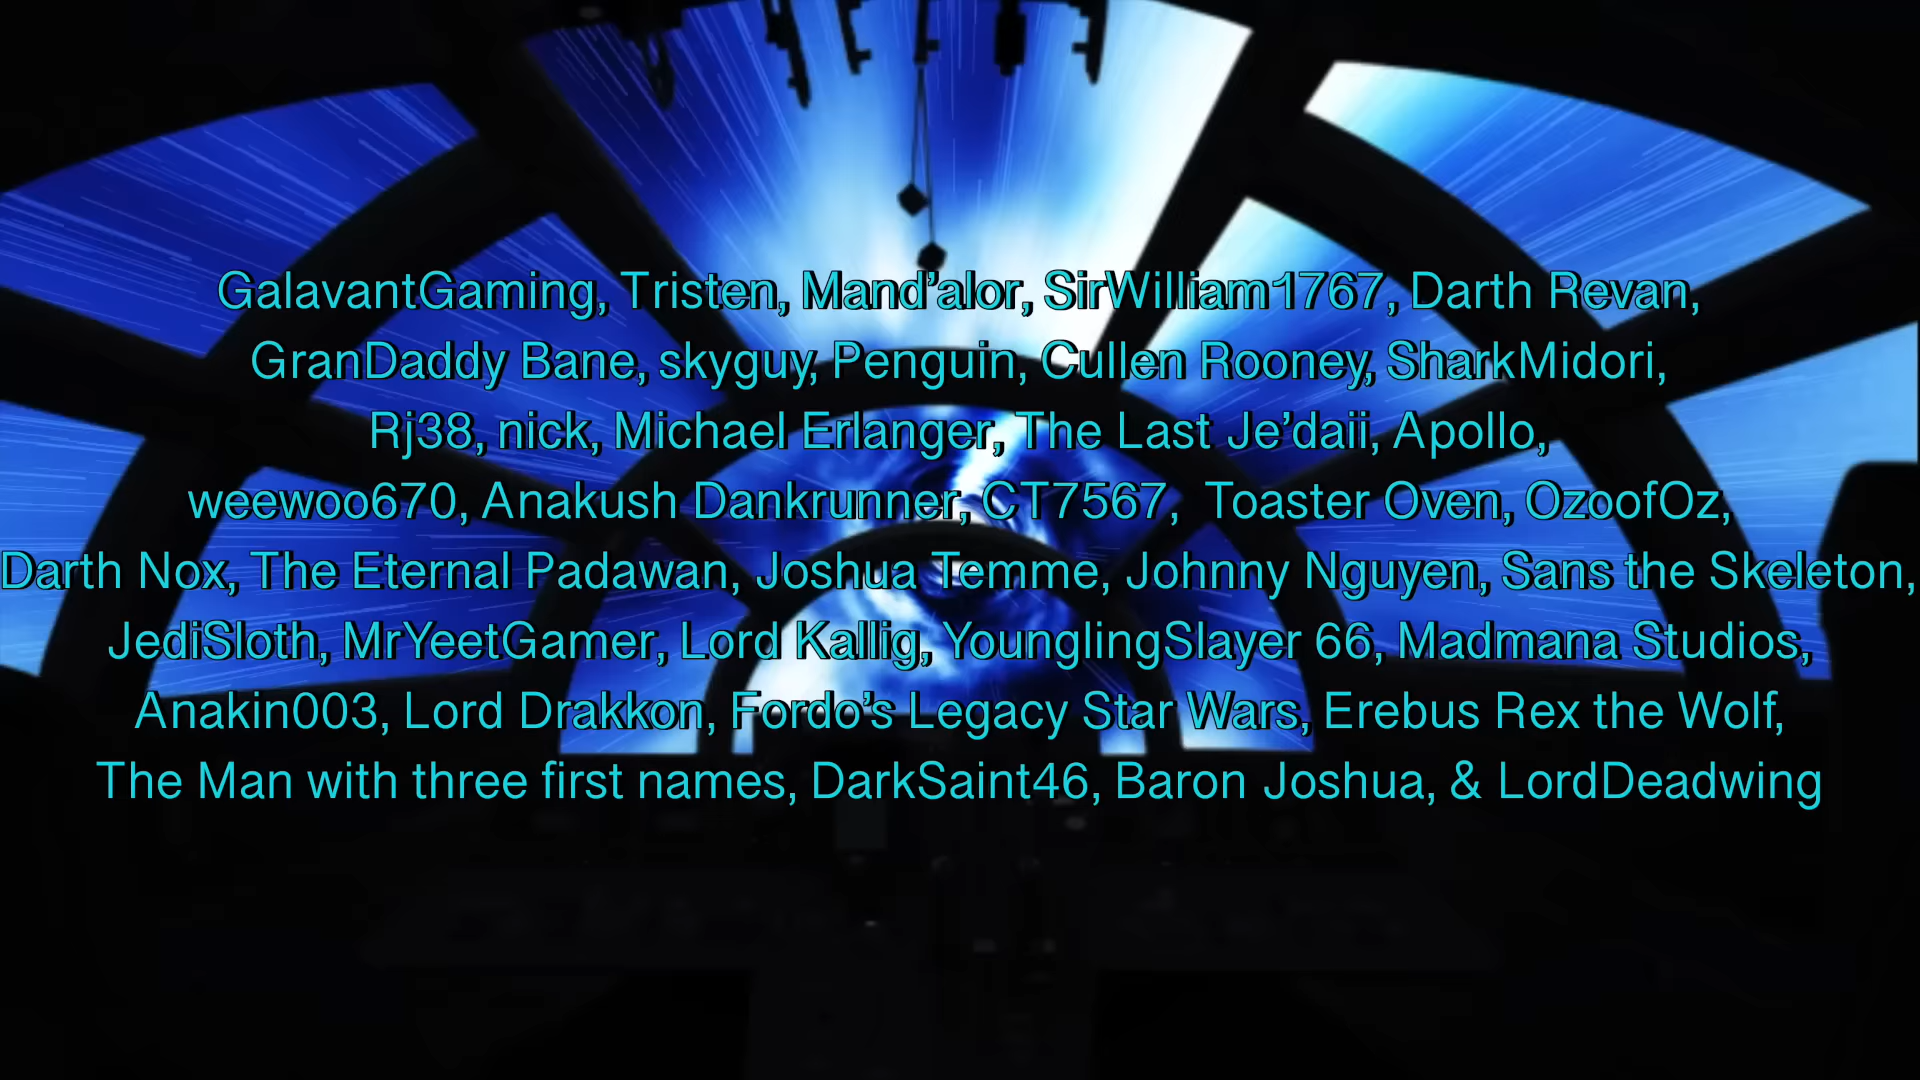 GalavantGaming, Tristen, Mand’alor, SirWilliam1767, Darth Revan,
GranDaddy Bane, skyguy, Penguin, Cullen Rooney, SharkMidori,
Rj38, nick, Michael Erlanger, The Last Je’daii, Apollo,
weewoo670, Anakush Dankrunner, CT7567,  Toaster Oven, OzoofOz,
Darth Nox, The Eternal Padawan, Joshua Temme, Johnny Nguyen, Sans the Skeleton,
JediSloth, MrYeetGamer, Lord Kallig, YounglingSlayer 66, Madmana Studios,
Anakin003, Lord Drakkon, Fordo’s Legacy Star Wars, Erebus Rex the Wolf,
The Man with three first names, DarkSaint46, Baron Joshua, & LordDeadwing